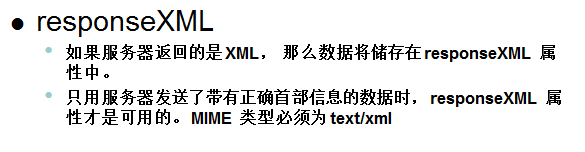 ● responseXML
• 如果服务器返回的是XML， 那么数据将储存在responseXML 属
性中。
• 只用服务器发送了带有正确首部信息的数据时，responseXML 属
性才是可用的。MIME 类型必须为text/xml